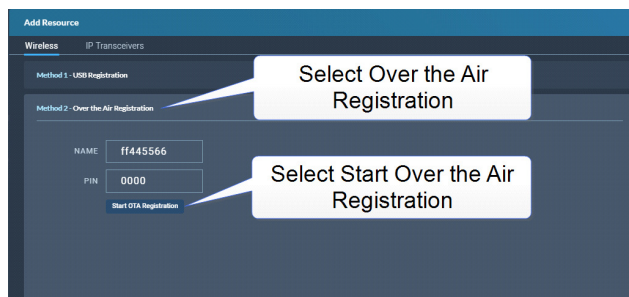 Add Resource
Wireless IP Transceivers
Method 1 - USB Registration
Select Over the Air
Registration
Method 2 - Over the Air Registration
NAME ff445566
PIN 0000
Start OTA Registration
Select Start Over the Air
Registration